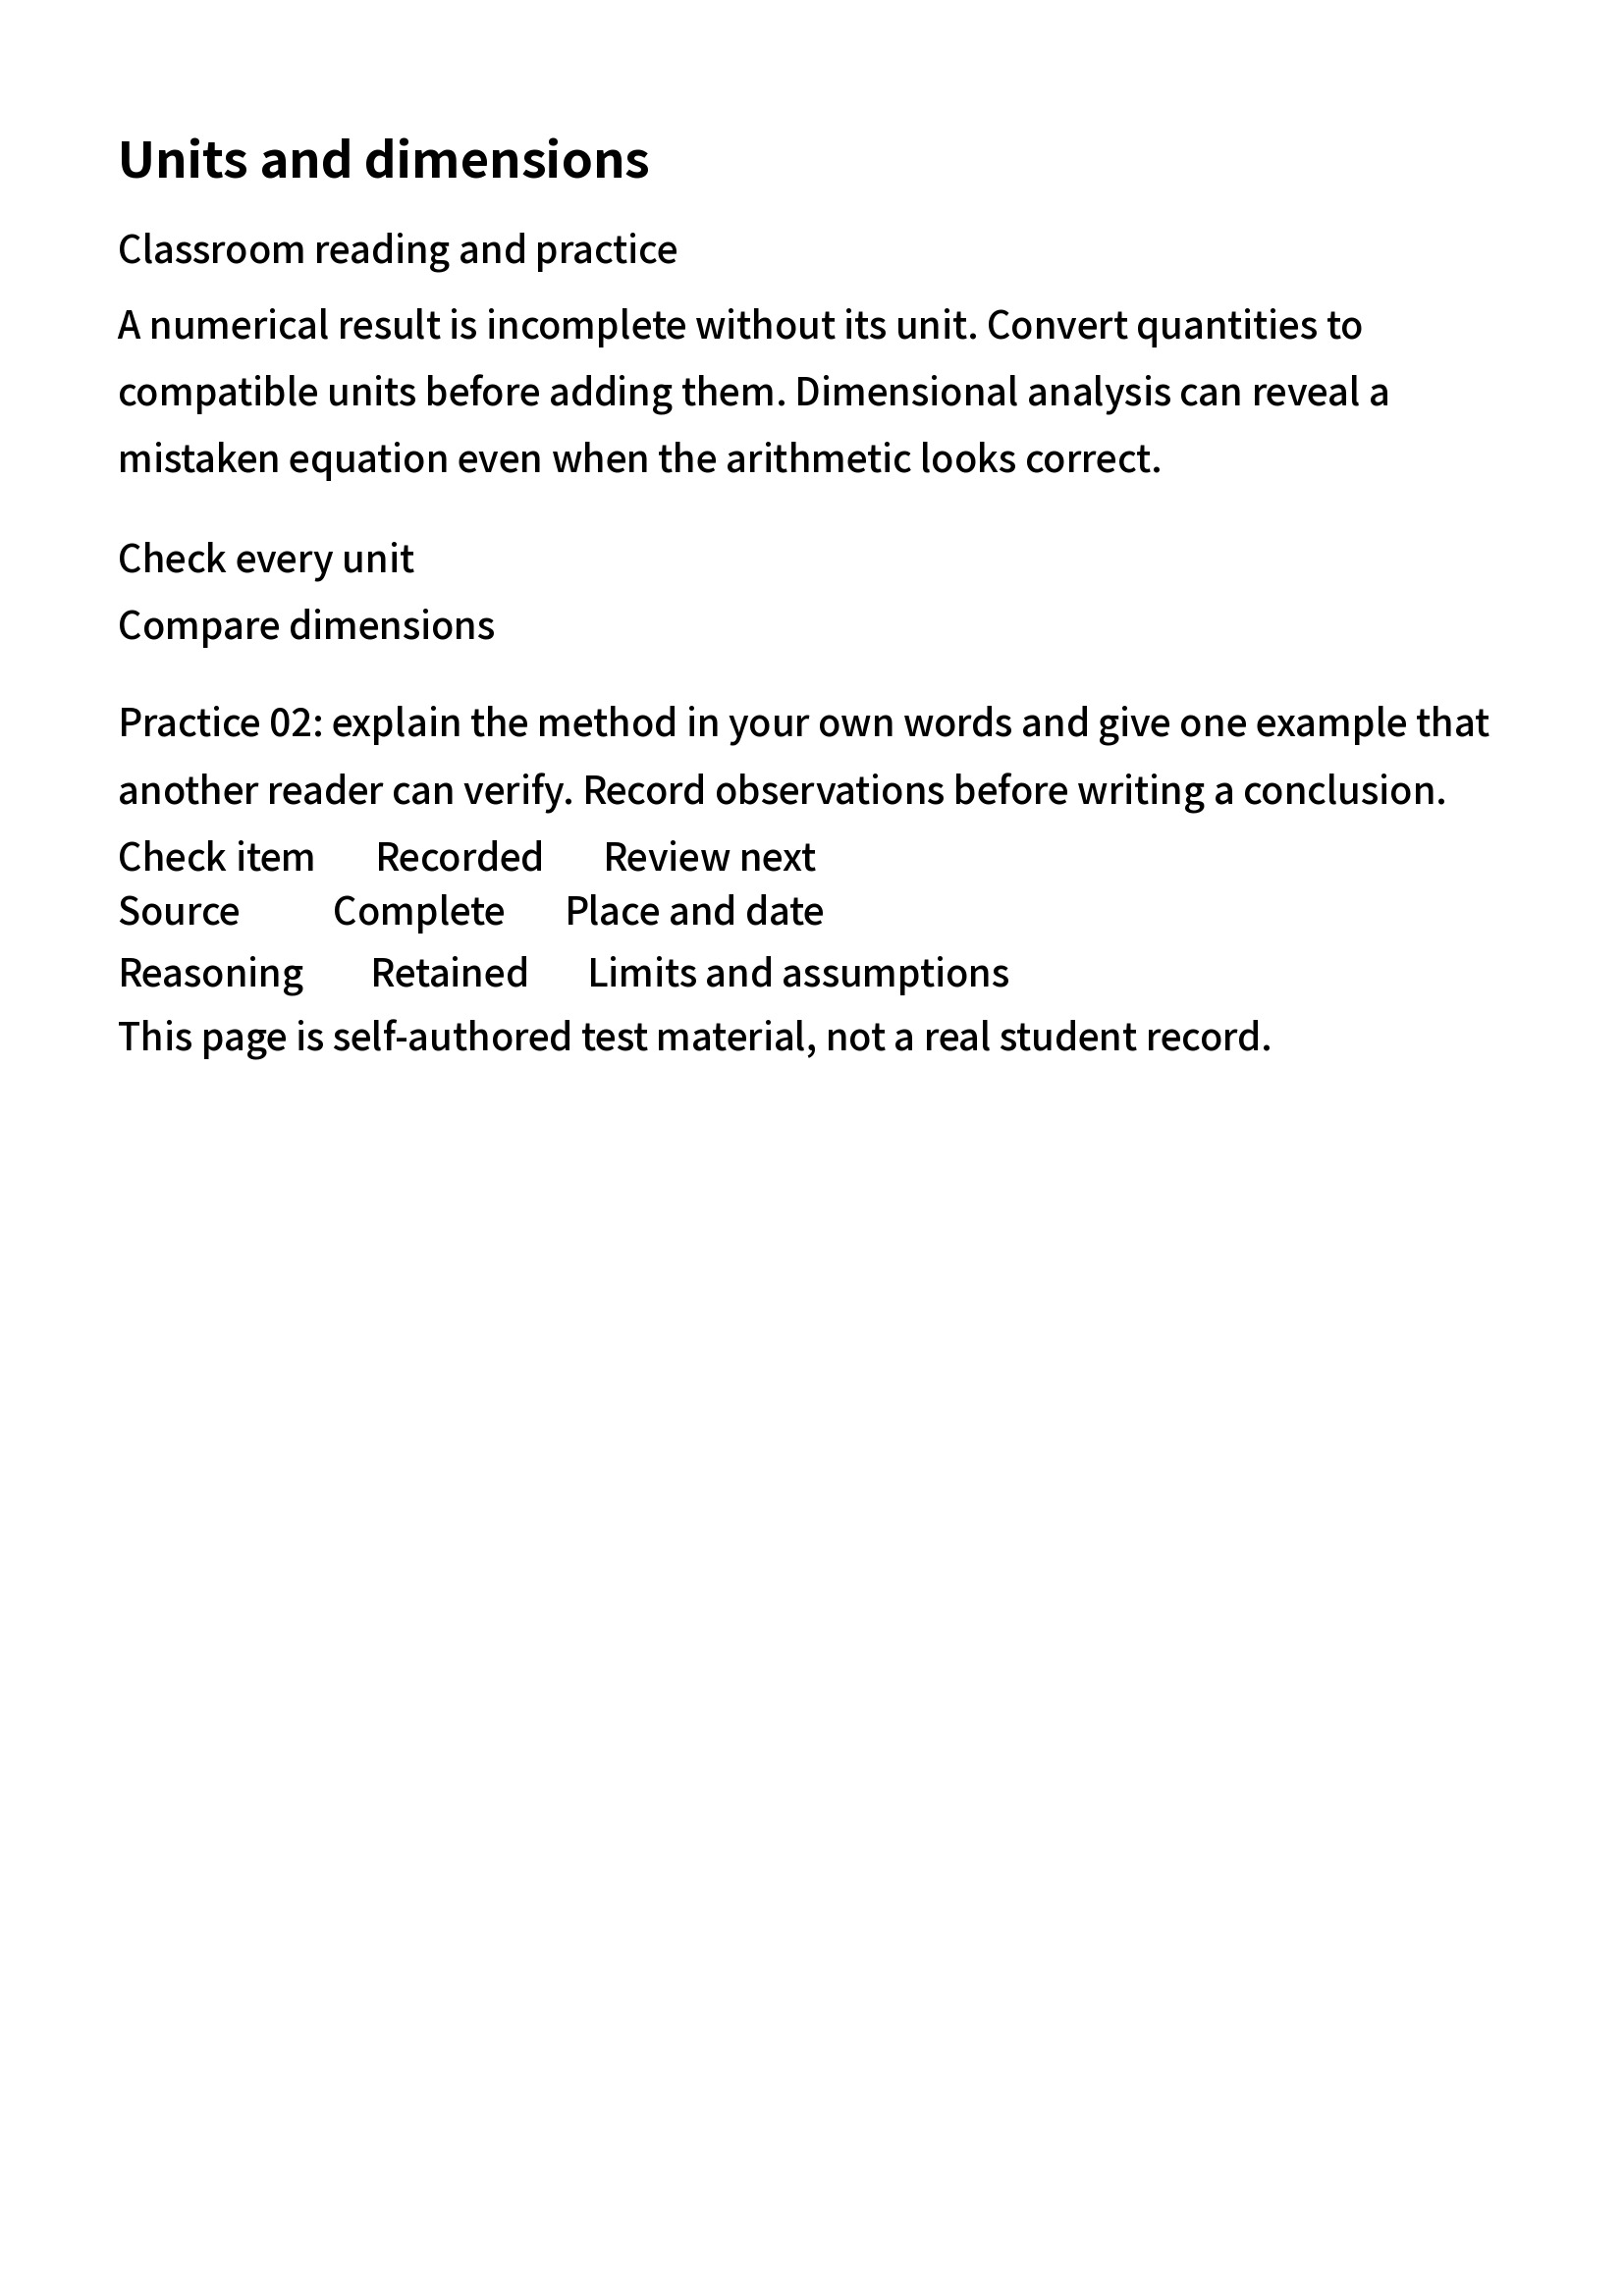 Units and dimensions
Classroom reading and practice
A numerical result is incomplete without its unit. Convert quantities to
compatible units before adding them. Dimensional analysis can reveal a
mistaken equation even when the arithmetic looks correct.
Check every unit
Compare dimensions
Practice 02: explain the method in your own words and give one example that
another reader can verify. Record observations before writing a conclusion.
Check item Recorded Review next
Source Complete Place and date
Reasoning Retained Limits and assumptions
This page is self-authored test material, not a real student record.